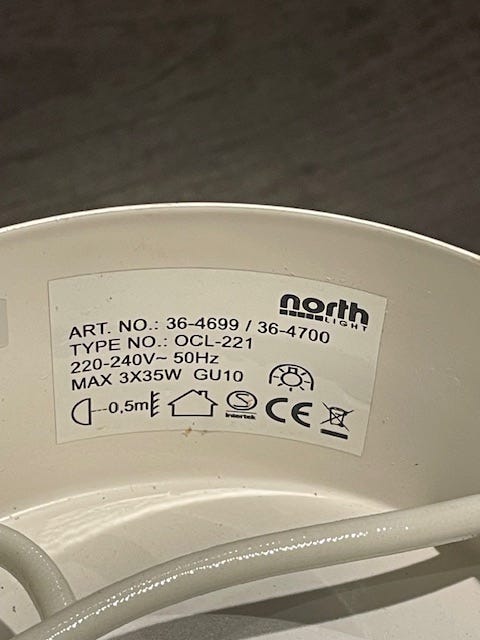 north
LIGHT
ART. NO.: 36-4699 / 36-4700
TYPE NO.: OCL-221
220-240V~ 50Hz
MAX 3X35W GU10
0,5m
S
Intertek
CE